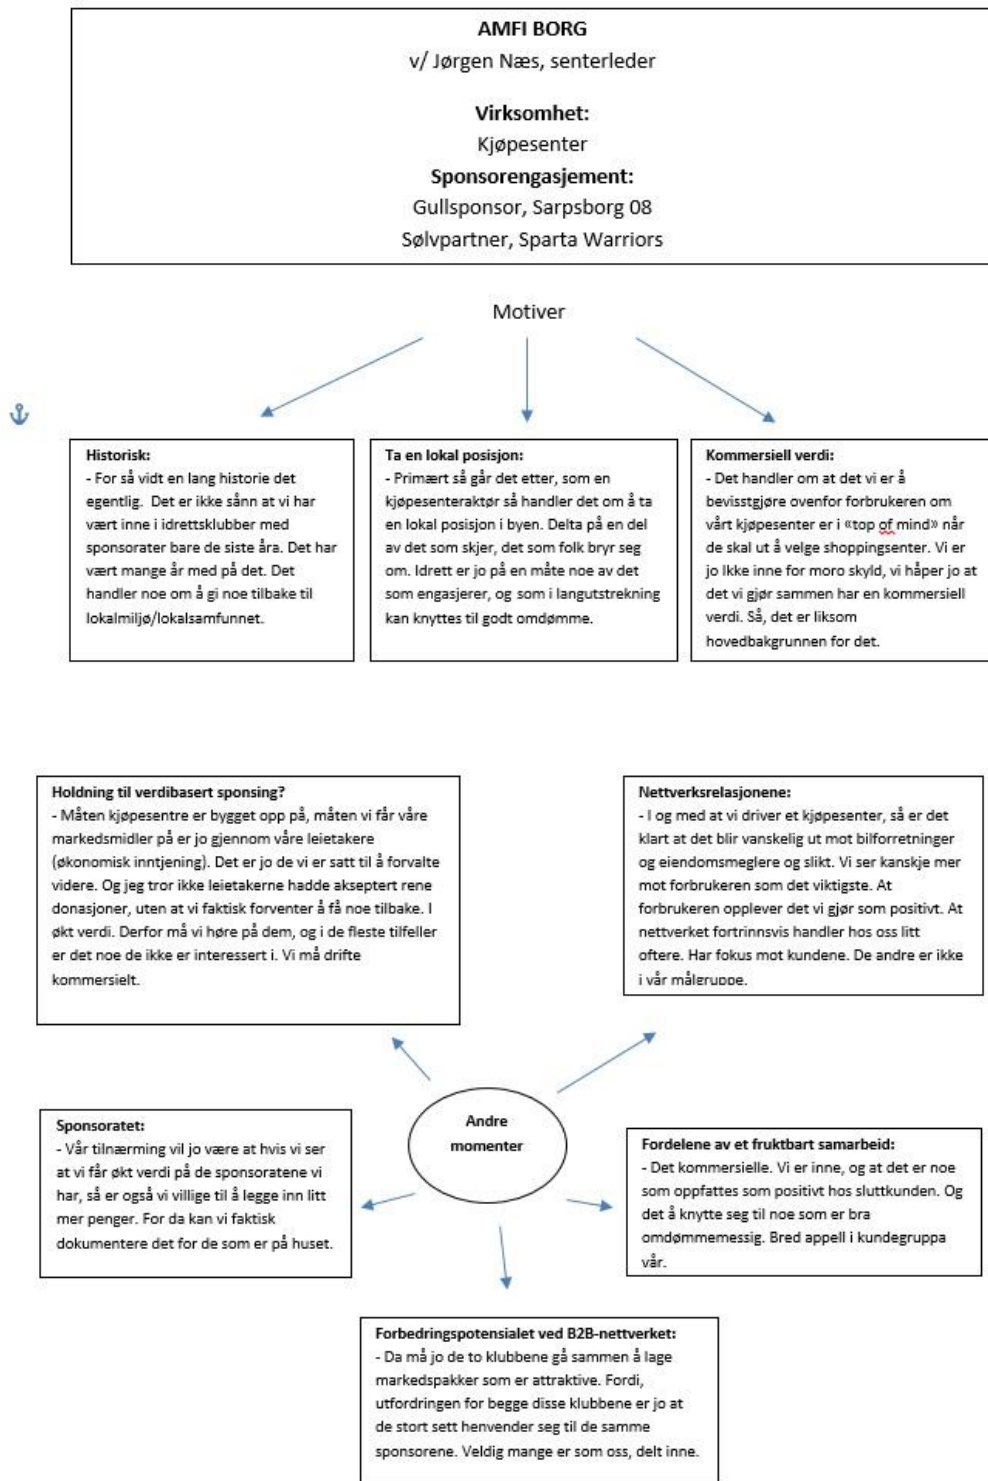 AMFI BORG
v/ Jørgen Næs, senterleder
Virksomhet:
Kjøpesenter
Sponsorengasjement:
Gullsponsor, Sarpsborg 08
Sølvpartner, Sparta Warriors
Motiver
Historisk:
- For så vidt en lang historie det
egentlig. Det er ikke sånn at vi har
vært inne i idrettsklubber med
sponsorater bare de siste åra. Det har
vært mange år med på det. Det
handler noe om å gi noe tilbake til
lokalmiljø/lokalsamfunnet.
Ta en lokal posisjon:
- Primært så går det etter, som en
kjøpesenteraktør så handler det om å ta
en lokal posisjon i byen. Delta på en del
av det som skjer, det som folk bryr seg
om. Idrett er jo på en måte noe av det
som engasjerer, og som i langutstrekning
kan knyttes til godt omdømme.
Kommersiell verdi:
- Det handler om at det vi er å
bevisstgjøre ovenfor forbrukeren om
vårt kjøpesenter er i «top of mind» når
de skal ut å velge shoppingsenter. Vi er
jo Ikke inne for moro skyld, vi håper jo at
det vi gjør sammen har en kommersiell
verdi. Så, det er liksom
hovedbakgrunnen for det.
Holdning til verdibasert sponsing?
- Måten kjøpesentre er bygget opp på, måten vi får våre
markedsmidler på er jo gjennom våre leietakere
(økonomisk inntjening). Det er jo de vi er satt til å forvalte
videre. Og jeg tror ikke leietakerne hadde akseptert rene
donasjoner, uten at vi faktisk forventer å få noe tilbake. I
økt verdi. Derfor må vi høre på dem, og i de fleste tilfeller
er det noe de ikke er interessert i. Vi må drifte
kommersielt.
Nettverksrelasjonene:
- I og med at vi driver et kjøpesenter, så er det
klart at det blir vanskelig ut mot bilforretninger
og eiendomsmeglere og slikt. Vi ser kanskje mer
mot forbrukeren som det viktigste. At
forbrukeren opplever det vi gjør som positivt. At
nettverket fortrinnsvis handler hos oss litt
oftere. Har fokus mot kundene. De andre er ikke
i vår målgruppe.
Andre
momenter
Sponsoratet:
- Vår tilnærming vil jo være at hvis vi ser
at vi får økt verdi på de sponsoratene vi
har, så er også vi villige til å legge inn litt
mer penger. For da kan vi faktisk
dokumentere det for de som er på huset.
Fordelene av et fruktbart samarbeid:
- Det kommersielle. Vi er inne, og at det er noe
som oppfattes som positivt hos sluttkunden. Og
det å knytte seg til noe som er bra
omdømmemessig. Bred appell i kundegruppa
vår.
Forbedringspotensialet ved B2B-nettverket:
- Da må jo de to klubbene gå sammen å lage
markedspakker som er attraktive. Fordi,
utfordringen for begge disse klubbene er jo at
de stort sett henvender seg til de samme
sponsorene. Veldig mange er som oss, delt inne.